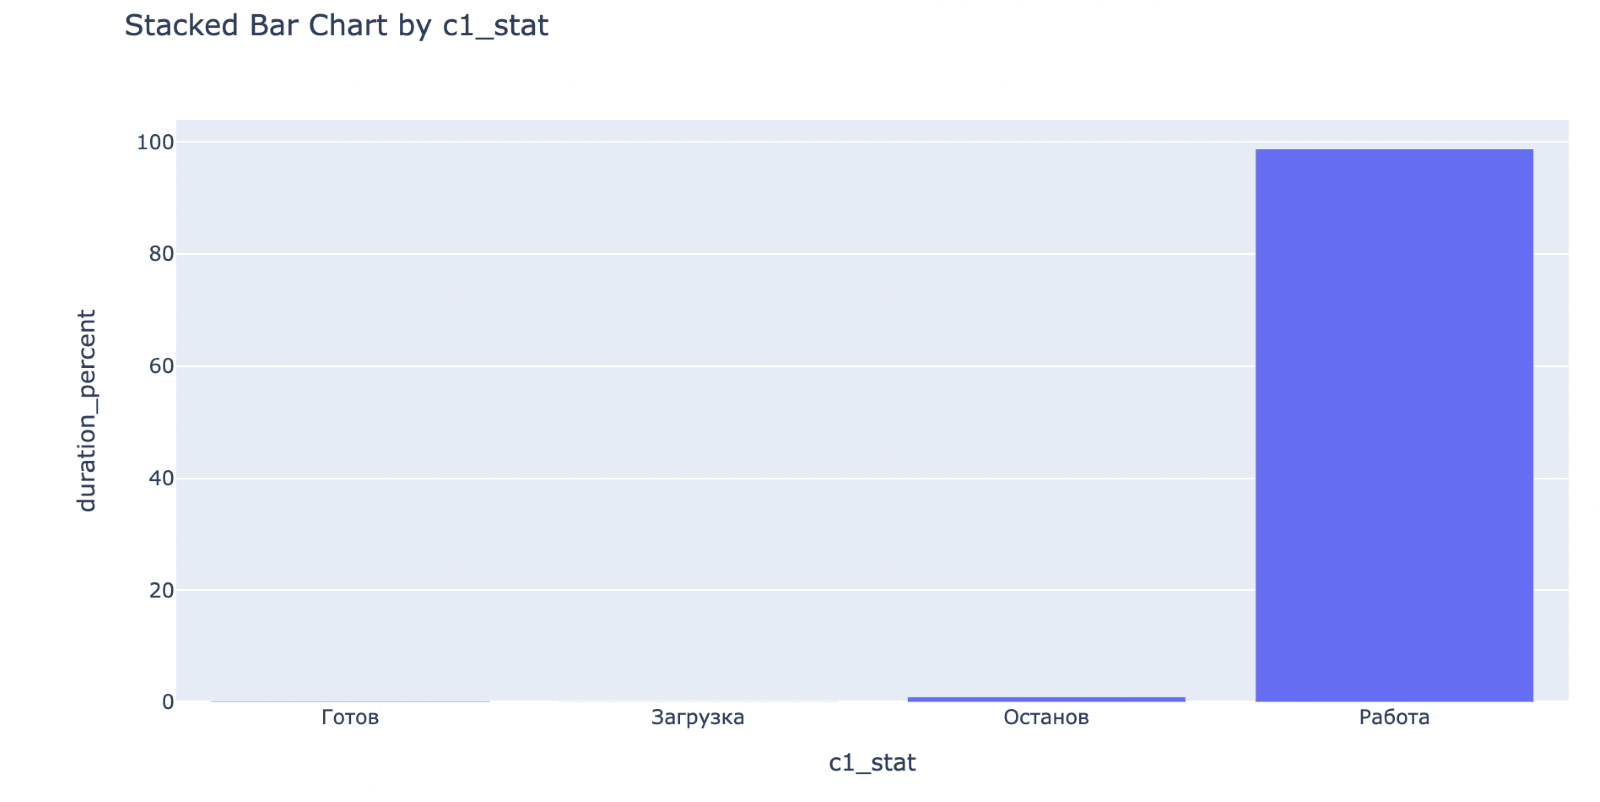 Stacked Bar Chart by c1_stat
100
80
60
40
20
0
duration_percent
Готов
Загрузка
Останов
Работа
c1_stat